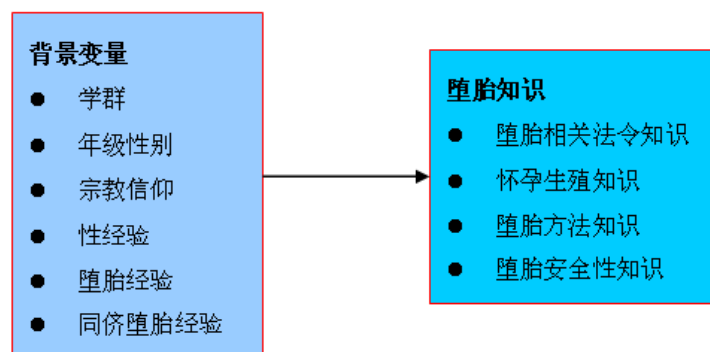 背景变量
● 学群
● 年级性别
● 宗教信仰
● 性经验
● 堕胎经验
● 同侪堕胎经验
堕胎知识
● 堕胎相关法令知识
● 怀孕生殖知识
● 堕胎方法知识
● 堕胎安全性知识